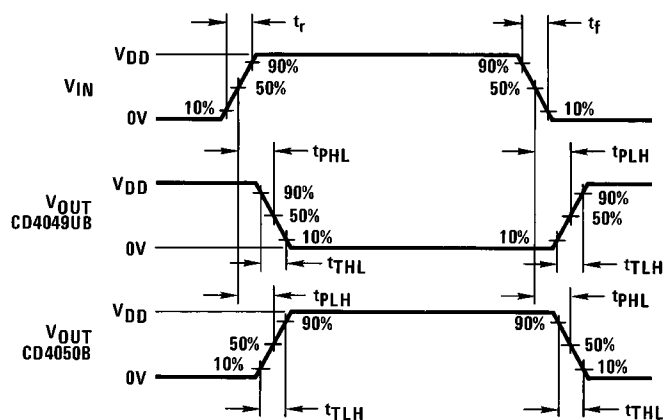 tr tf
VDD 90% 90%
VIN 50% 50%
10% 10%
0V
tPHL tPLH
VDD
VOUT 90% 90%
CD4049UB 50% 50%
0V 10% 10%
tTHL tTLH
tPLH tPHL
VDD
VOUT 90% 90%
CD4050B 50% 50%
10% 10%
0V
tTLH tTHL